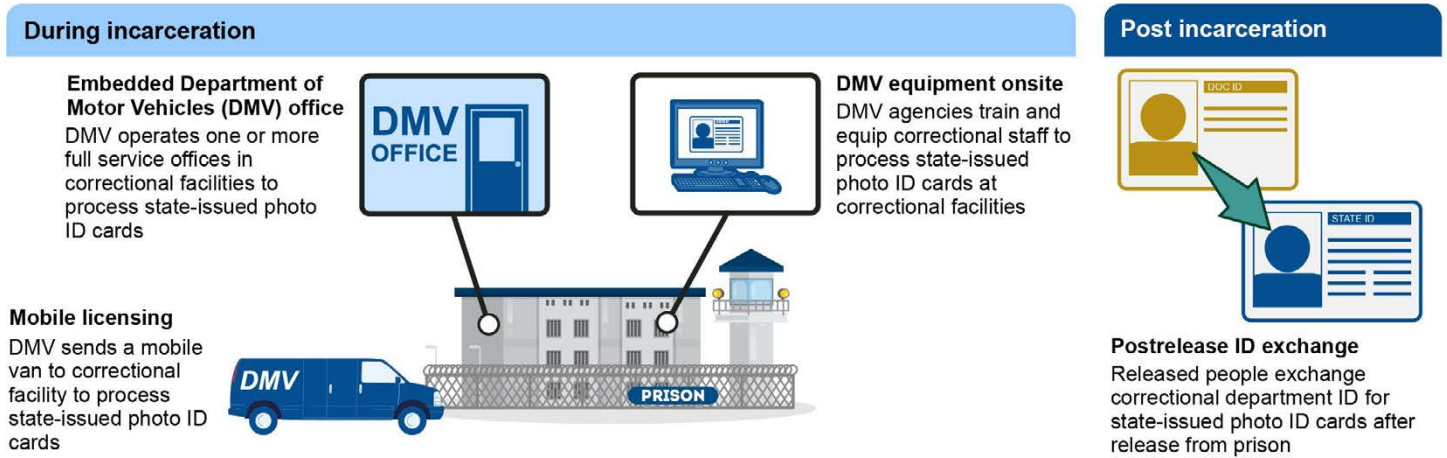 During incarceration
Embedded Department of
Motor Vehicles (DMV) office
DMV operates one or more
full service offices in
correctional facilities to
process state-issued photo
ID cards
DMV
OFFICE
DMV equipment onsite
DMV agencies train and
equip correctional staff to
process state-issued
photo ID cards at
correctional facilities
Mobile licensing
DMV sends a mobile
van to correctional
facility to process
state-issued photo ID
cards
DMV
PRISON
Post incarceration
DOC ID
STATE ID
Postrelease ID exchange
Released people exchange
correctional department ID for
state-issued photo ID cards after
release from prison